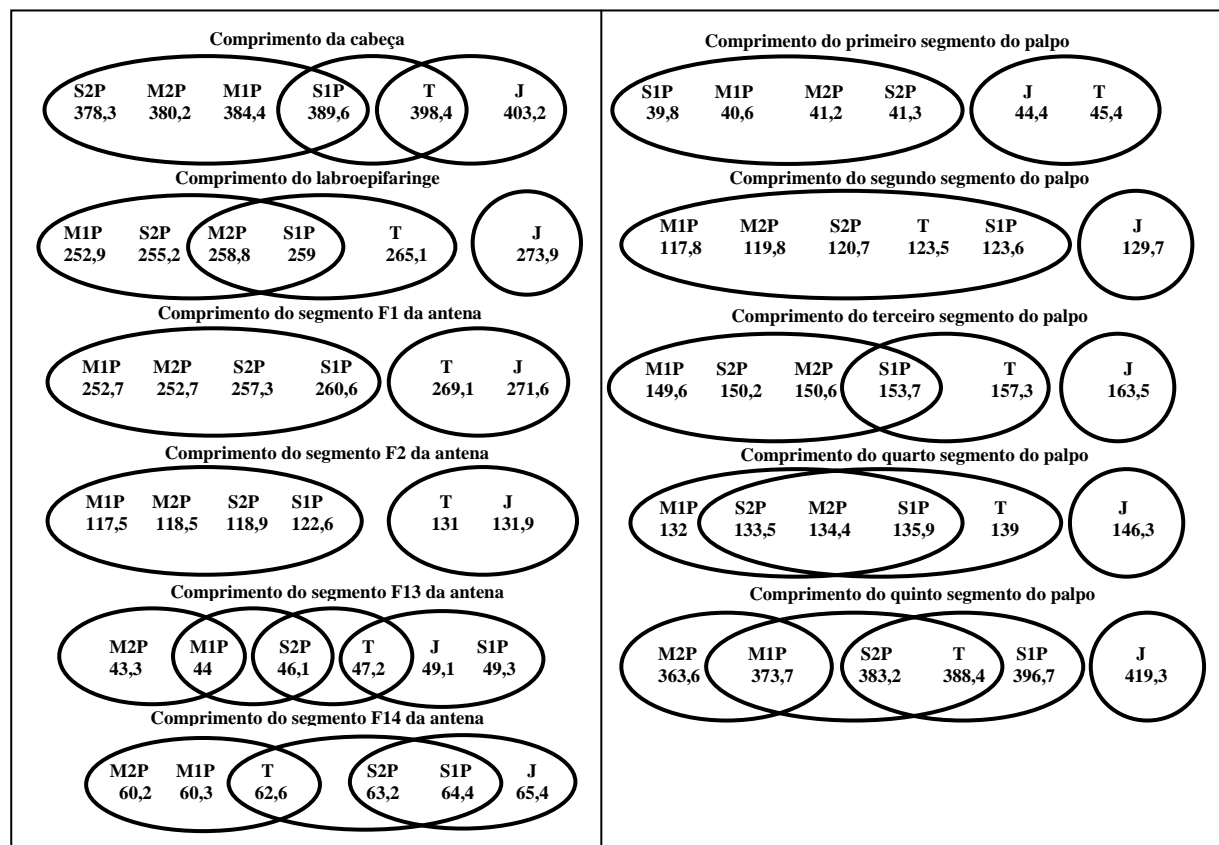 Comprimento da cabeça
S2P M2P M1P S1P T J
378,3 380,2 384,4 389,6 398,4 403,2
Comprimento do labroepifaringe
M1P S2P M2P S1P T J
252,9 255,2 258,8 259 265,1 273,9
Comprimento do segmento F1 da antena
M1P M2P S2P S1P T J
252,7 252,7 257,3 260,6 269,1 271,6
Comprimento do segmento F2 da antena
M1P M2P S2P S1P T J
117,5 118,5 118,9 122,6 131 131,9
Comprimento do segmento F13 da antena
M2P M1P S2P T J S1P
43,3 44 46,1 47,2 49,1 49,3
Comprimento do segmento F14 da antena
M2P M1P T S2P S1P J
60,2 60,3 62,6 63,2 64,4 65,4
Comprimento do primeiro segmento do palpo
S1P M1P M2P S2P J T
39,8 40,6 41,2 41,3 44,4 45,4
Comprimento do segundo segmento do palpo
M1P M2P S2P T S1P J
117,8 119,8 120,7 123,5 123,6 129,7
Comprimento do terceiro segmento do palpo
M1P S2P M2P S1P T J
149,6 150,2 150,6 153,7 157,3 163,5
Comprimento do quarto segmento do palpo
M1P S2P M2P S1P T J
132 133,5 134,4 135,9 139 146,3
Comprimento do quinto segmento do palpo
M2P M1P S2P T S1P J
363,6 373,7 383,2 388,4 396,7 419,3